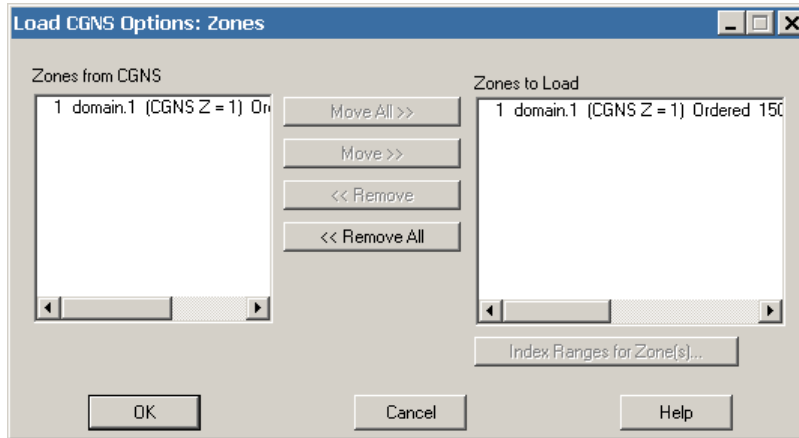 Load CGNS Options: Zones
Zones from CGNS
1 domain.1 (CGNS Z = 1)
Move All >>
Move >>
<< Remove
<< Remove All
Zones to Load
1 domain.1 (CGNS Z = 1) Ordered 150
Index Ranges for Zone(s)...
OK
Cancel
Help